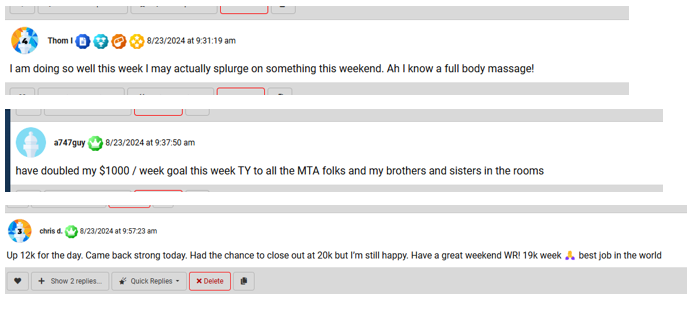 Thom I 8/23/2024 at 9:31:19 am
I am doing so well this week I may actually splurge on something this weekend. Ah I know a full body massage!
a747guy 8/23/2024 at 9:37:50 am
have doubled my $1000 / week goal this week TY to all the MTA folks and my brothers and sisters in the rooms
3
chris d. 8/23/2024 at 9:57:23 am
Up 12k for the day. Came back strong today. Had the chance to close out at 20k but I'm still happy. Have a great weekend WR! 19k week 🙏 best job in the world
+ Show 2 replies... Quick Replies Delete